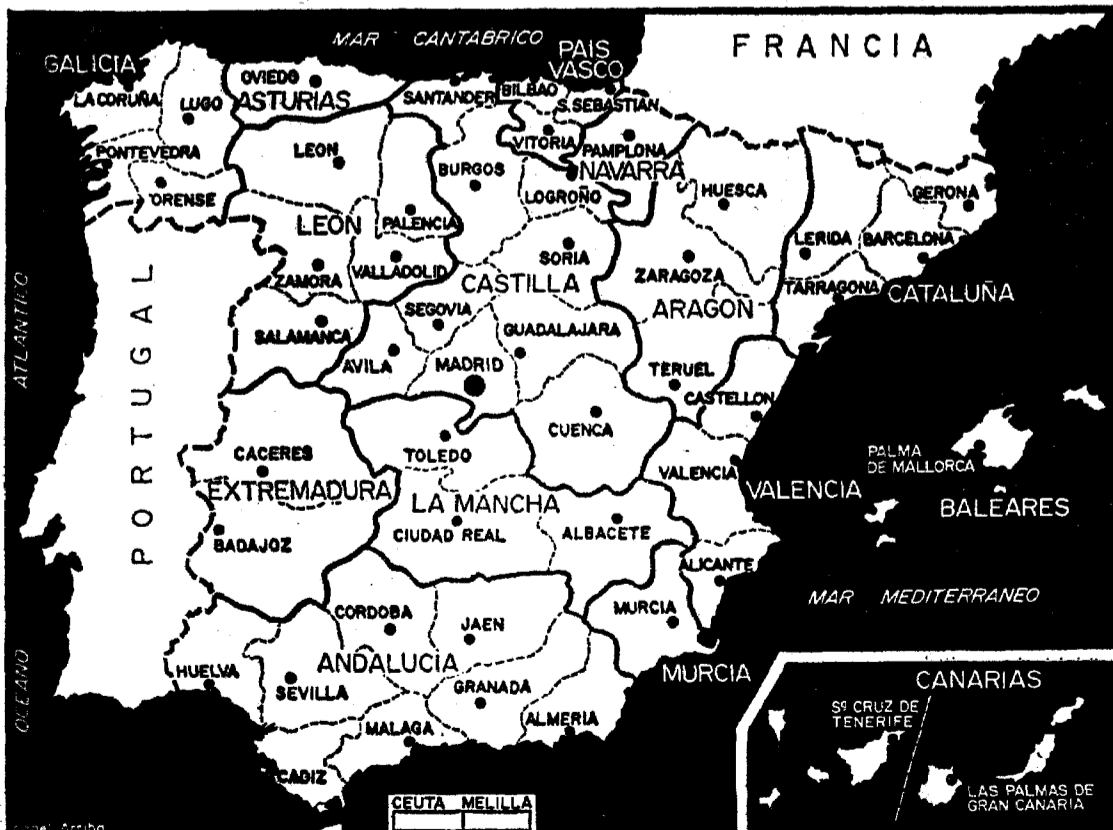 MAR CANTABRICO
FRANCIA
GALICIA
PAIS
VASCO
OVIEDO
ASTURIAS
SANTANDER
BILBAO
S. SEBASTIAN
LA CORUÑA
LUGO
VITORIA
PAMPLONA
NAVARRA
PONTEVEDRA
LEON
BURGOS
LOGROÑO
HUESCA
GERONA
ORENSE
LEÓN
PALENCIA
SORIA
LERIDA
BARCELONA
ZAMORA
VALLADOLID
CASTILLA
ZARAGOZA
TARRAGONA
CATALUÑA
ARAGON
SEGOVIA
GUADALAJARA
SALAMANCA
AVILA
MADRID
TERUEL
CASTELLON
PORTUGAL
ATLANTICO
CUENCA
CACERES
TOLEDO
VALENCIA
VALENCIA
PALMA
DE MALLORCA
BALEARES
EXTREMADURA
LA MANCHA
BADAJOZ
CIUDAD REAL
ALBACETE
ALICANTE
MAR MEDITERRANEO
CORDOBA
JAEN
MURCIA
MURCIA
OCEANO
HUELVA
SEVILLA
ANDALUCIA
GRANADA
ALMERIA
MALAGA
CADIZ
CANARIAS
Sª CRUZ DE
TENERIFE
LAS PALMAS DE
GRAN CANARIA
CEUTA MELILLA
Arriba